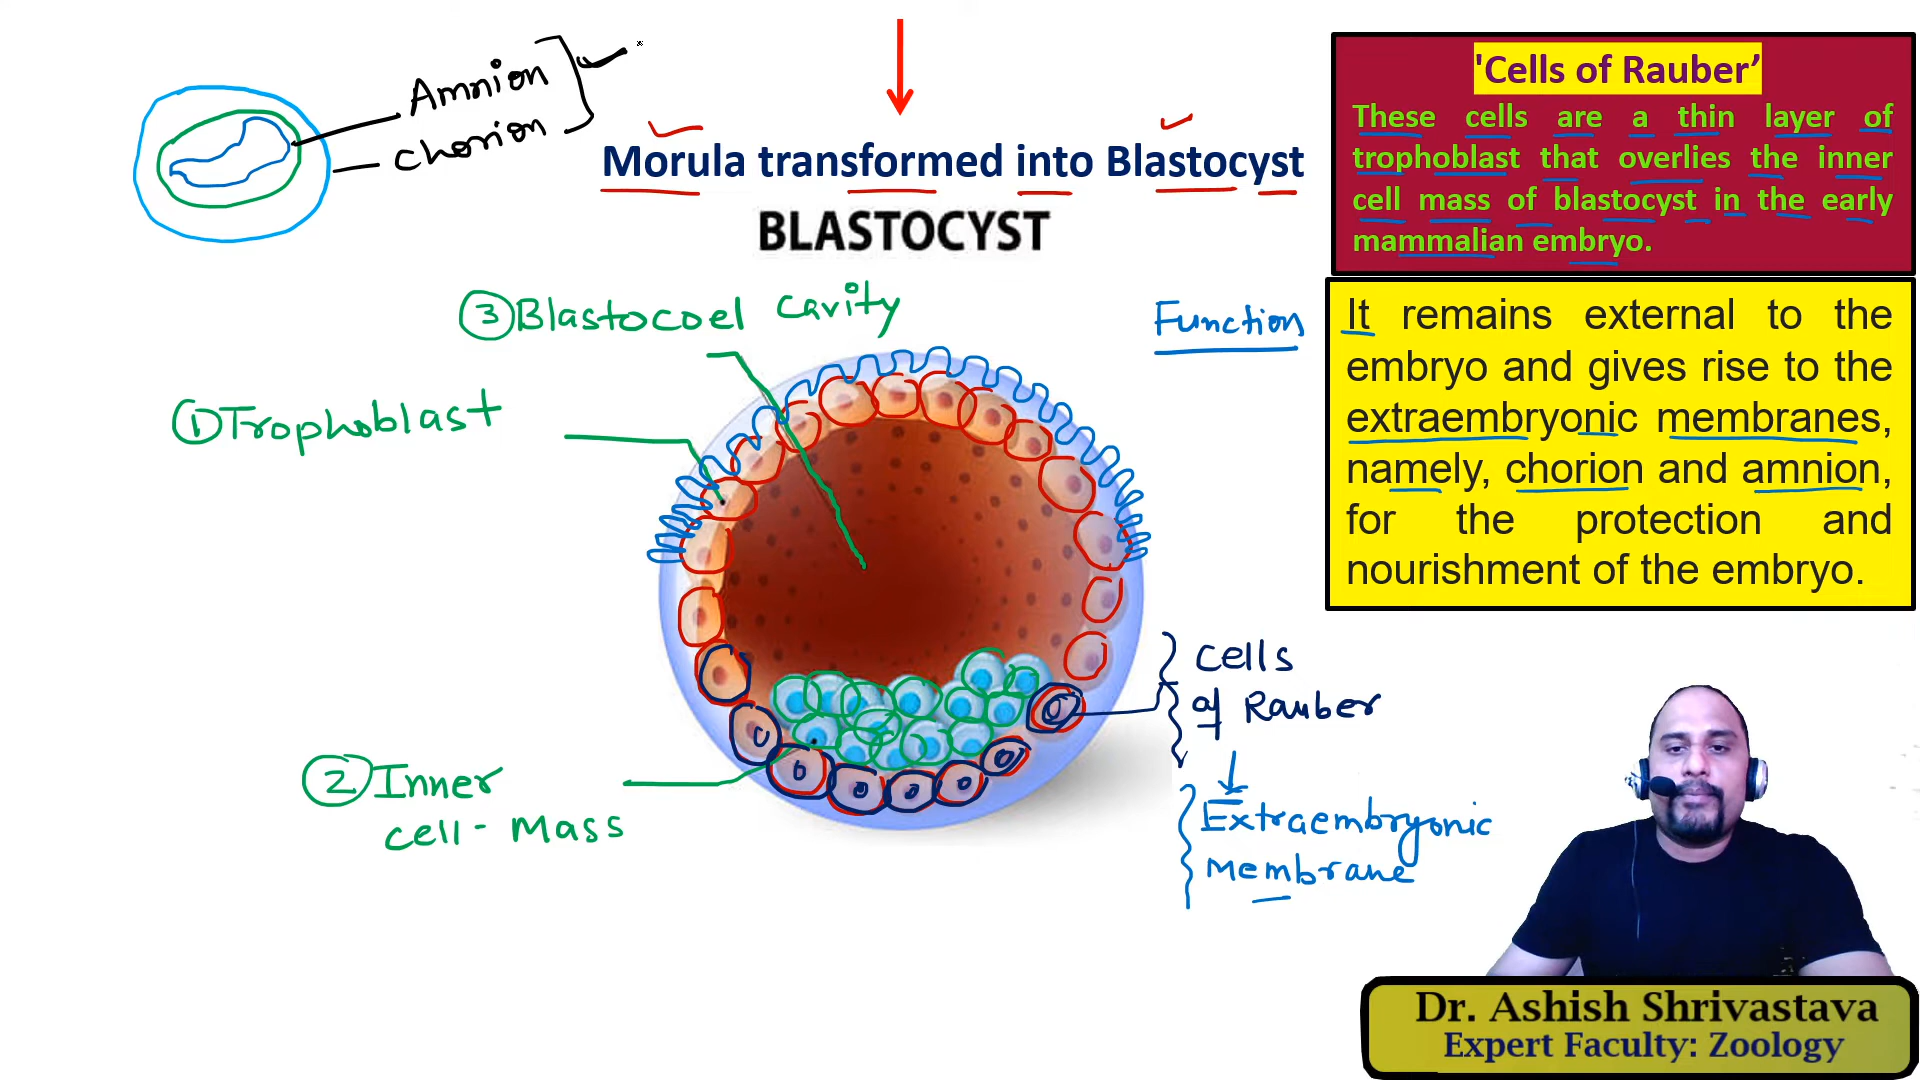 Amnion
chorion
Morula transformed into Blastocyst
BLASTOCYST
③ Blastocoel cavity
① Trophoblast
② Inner
cell- Mass
Function
Cells
of Rauber
Extraembryonic
Membrane
'Cells of Rauber’
These cells are a thin layer of
trophoblast that overlies the inner
cell mass of blastocyst in the early
mammalian embryo.
It remains external to the
embryo and gives rise to the
extraembryonic membranes,
namely, chorion and amnion,
for the protection and
nourishment of the embryo.
Dr. Ashish Shrivastava
Expert Faculty: Zoology